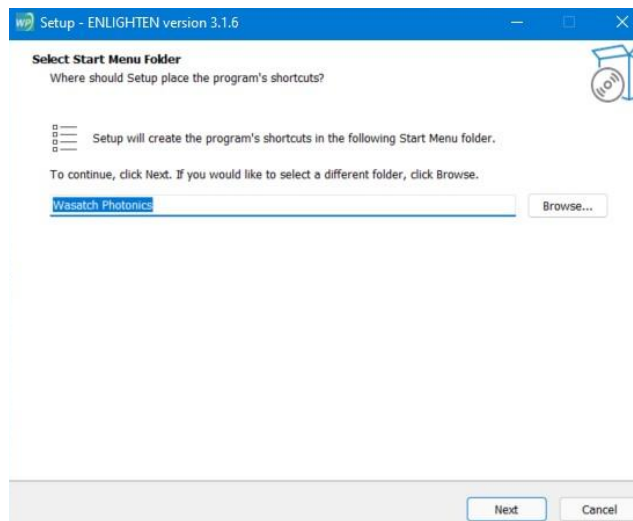 WP Setup - ENLIGHTEN version 3.1.6
Select Start Menu Folder
Where should Setup place the program's shortcuts?
Setup will create the program's shortcuts in the following Start Menu folder.
To continue, click Next. If you would like to select a different folder, click Browse.
Wasatch Photonics
Browse...
Next
Cancel